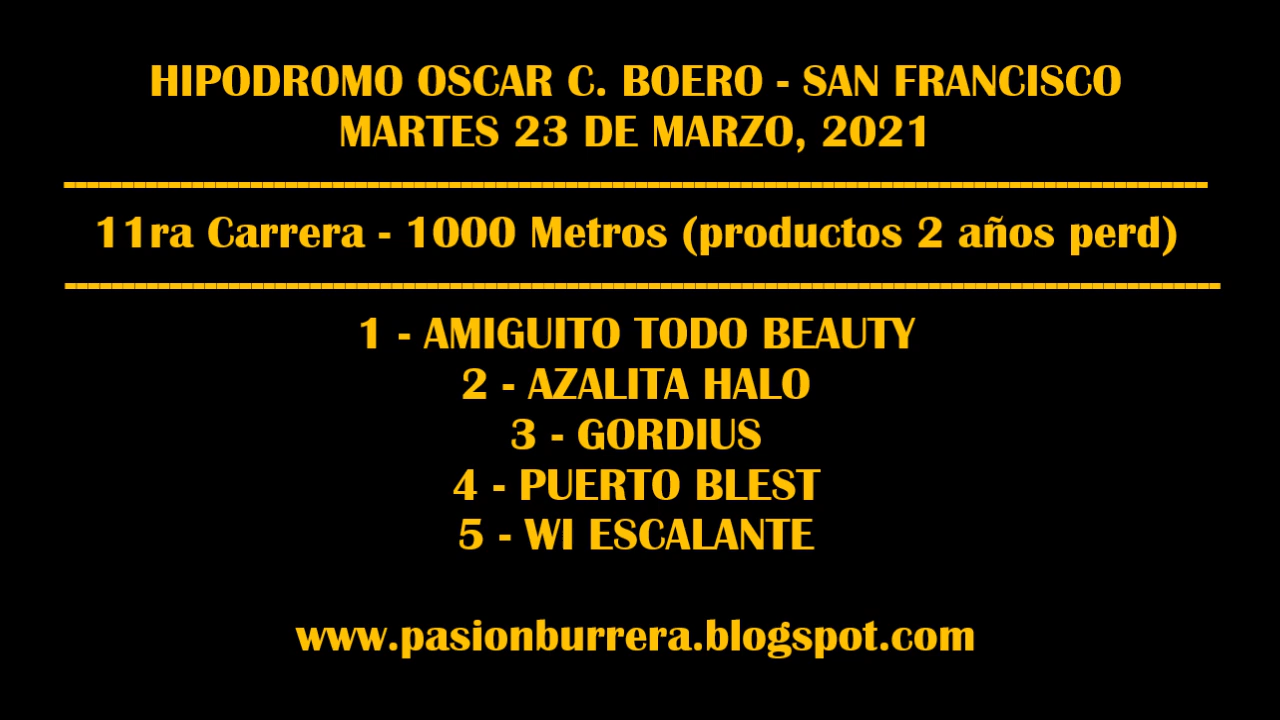 HIPODROMO OSCAR C. BOERO - SAN FRANCISCO
MARTES 23 DE MARZO, 2021
11ra Carrera - 1000 Metros (productos 2 años perd)
1 - AMIGUITO TODO BEAUTY
2 - AZALITA HALO
3 - GORDIUS
4 - PUERTO BLEST
5 - WI ESCALANTE
www.pasionburrera.blogspot.com